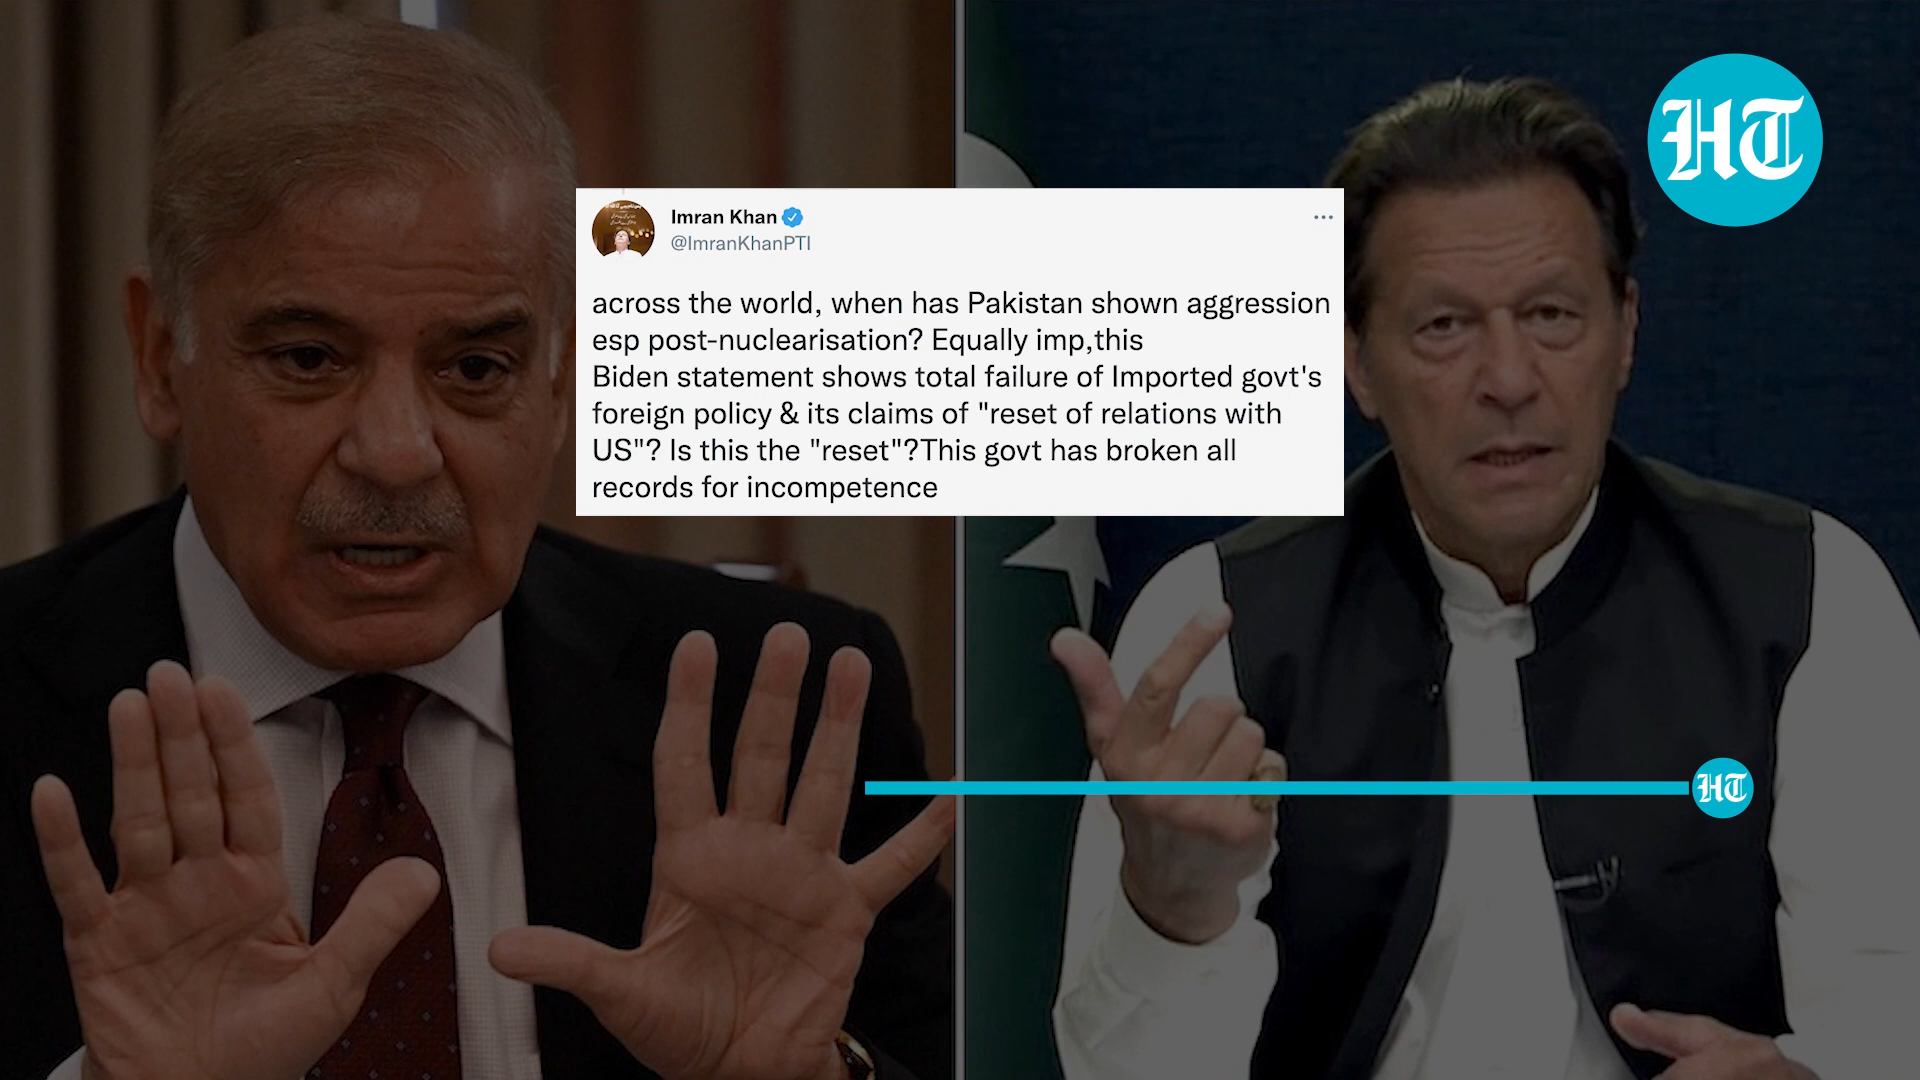 HT
Imran Khan
@ImranKhanPTI
across the world, when has Pakistan shown aggression
esp post-nuclearisation? Equally imp,this
Biden statement shows total failure of Imported govt's
foreign policy & its claims of "reset of relations with
US"? Is this the "reset"?This govt has broken all
records for incompetence
HT